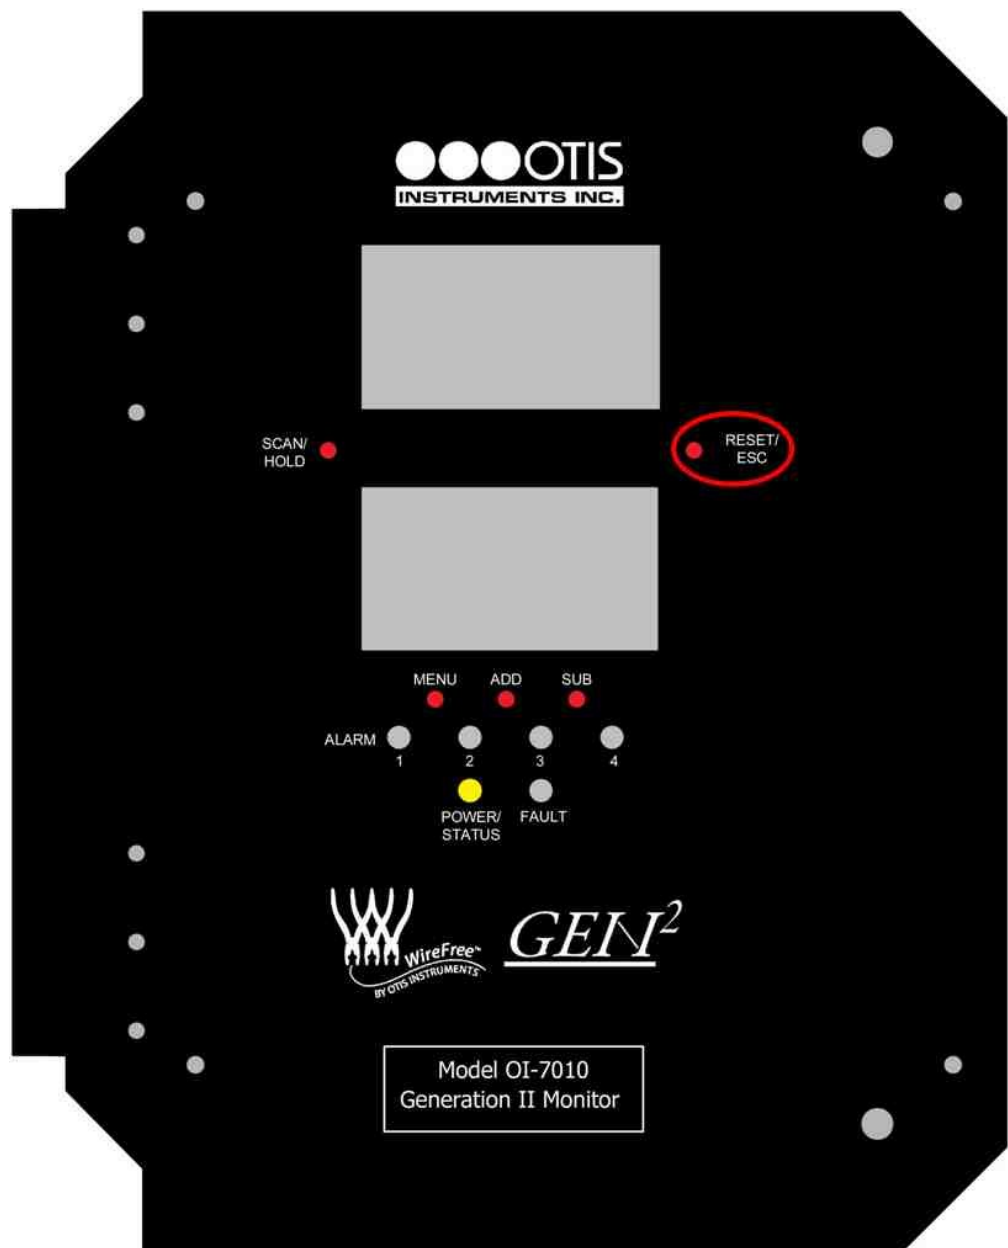 OTIS
INSTRUMENTS INC.
SCAN/
HOLD
RESET/
ESC
MENU ADD SUB
ALARM
1 2 3 4
POWER/
STATUS
FAULT
WireFree™
BY OTIS INSTRUMENTS
GEN²
Model OI-7010
Generation II Monitor